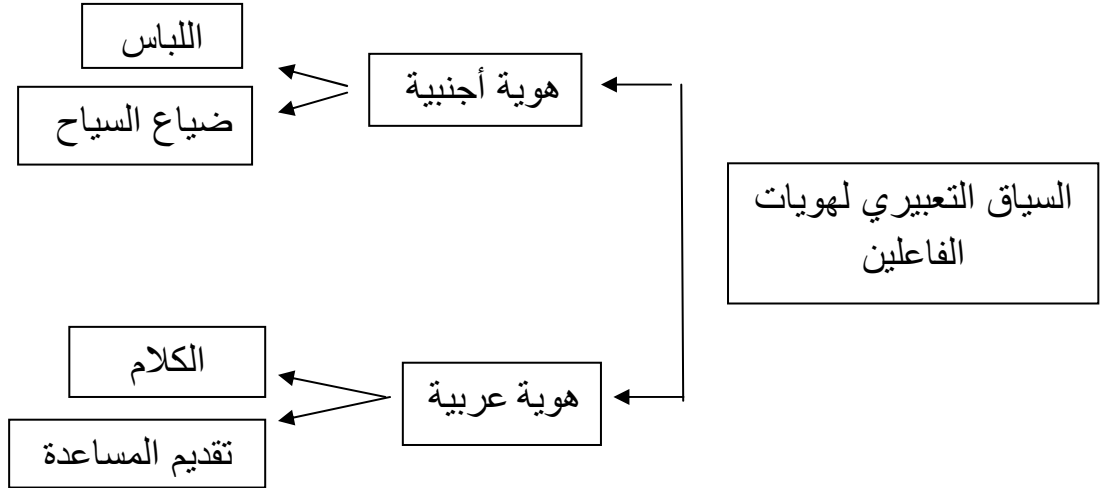 السياق التعبيري لهويات
الفاعلين
هوية أجنبية
اللباس
ضياع السياح
هوية عربية
الكلام
تقديم المساعدة